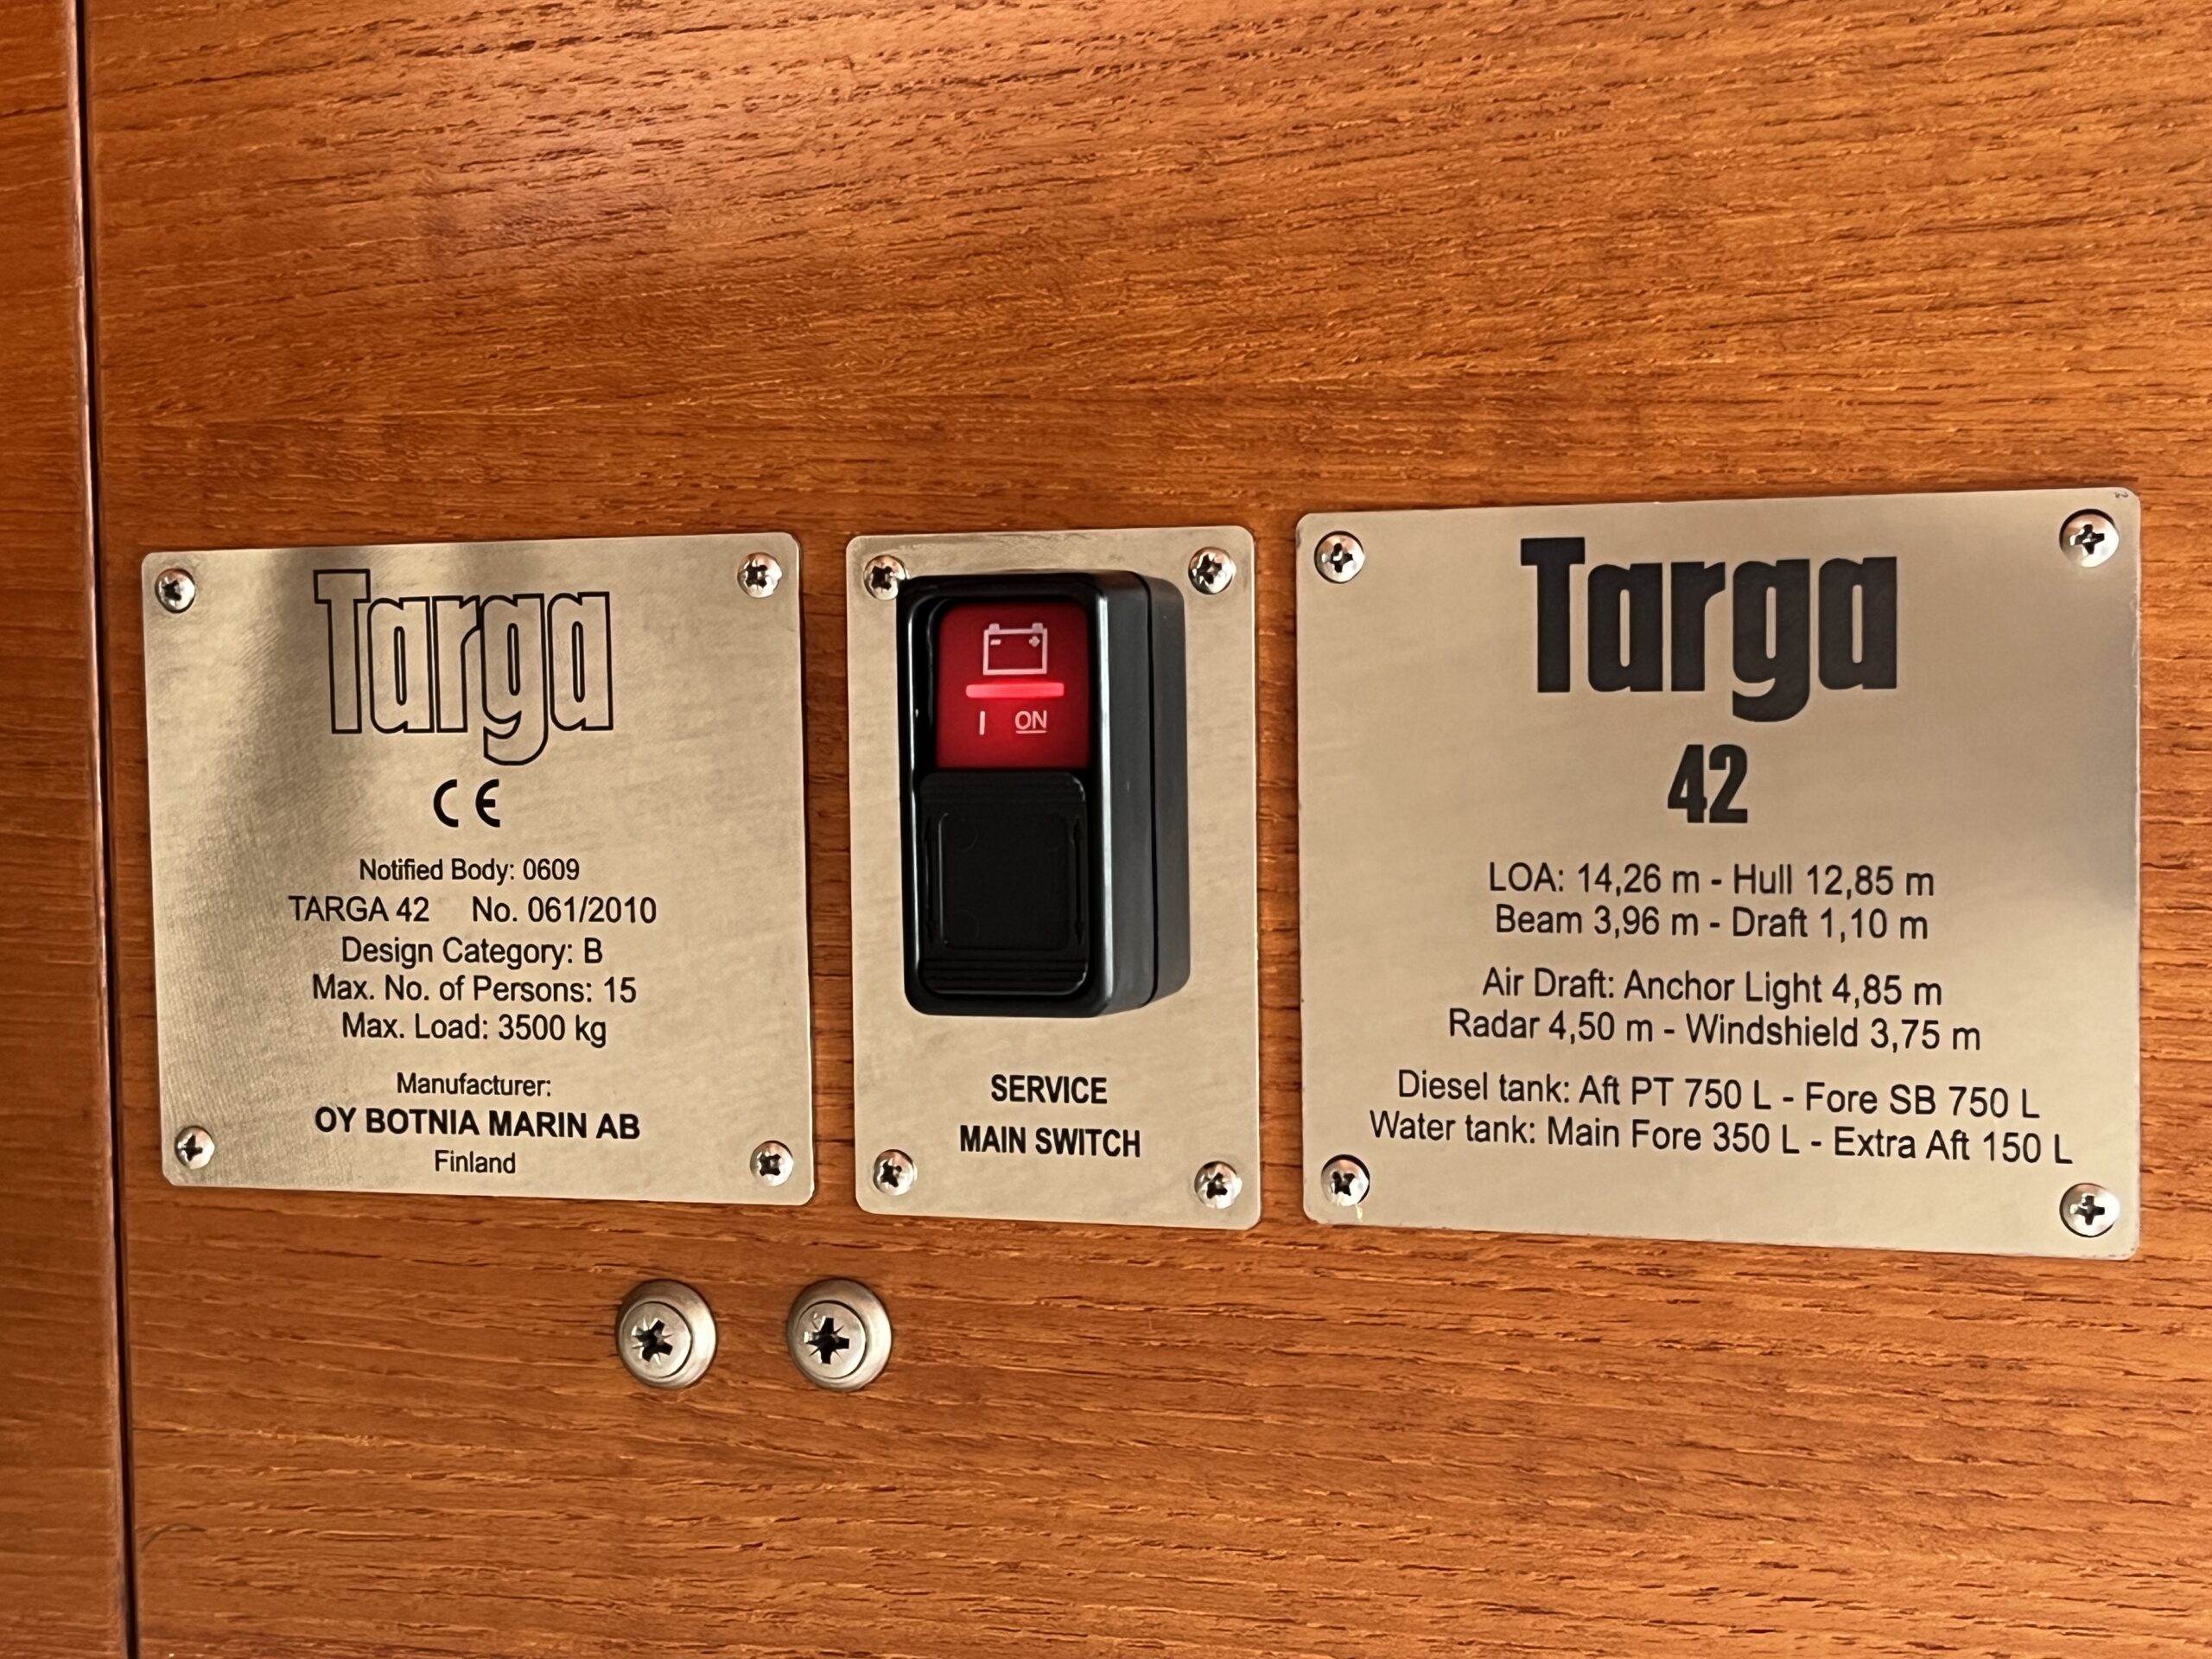 Targa
CE
Notified Body: 0609
TARGA 42 No. 061/2010
Design Category: B
Max. No. of Persons: 15
Max. Load: 3500 kg
Manufacturer:
OY BOTNIA MARIN AB
Finland
- +
I ON
SERVICE
MAIN SWITCH
Targa
42
LOA: 14,26 m - Hull 12,85 m
Beam 3,96 m - Draft 1,10 m
Air Draft: Anchor Light 4,85 m
Radar 4,50 m - Windshield 3,75 m
Diesel tank: Aft PT 750 L - Fore SB 750 L
Water tank: Main Fore 350 L - Extra Aft 150 L